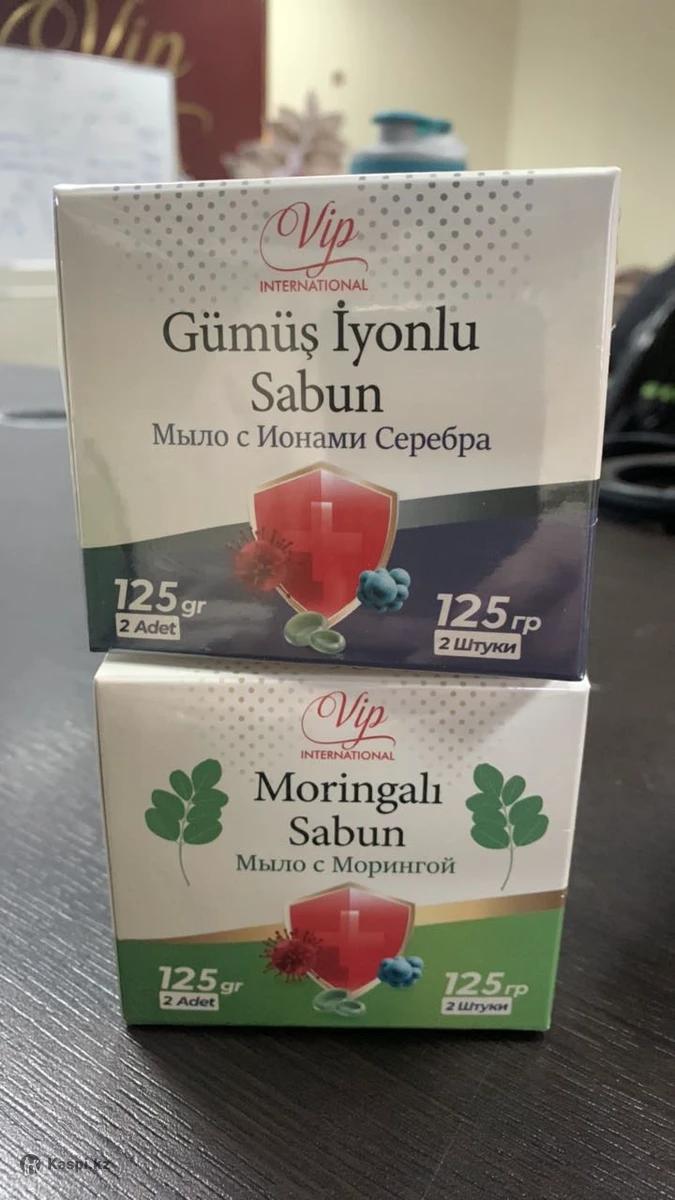 Vip
Vip
INTERNATIONAL
Gümüş İyonlu
Sabun
Мыло с Ионами Серебра
125 gr
2 Adet
125 гр
2 Штуки
Vip
INTERNATIONAL
Moringalı
Sabun
Мыло с Морингой
125 gr
2 Adet
125 гр
2 Штуки
Kaspi.kz